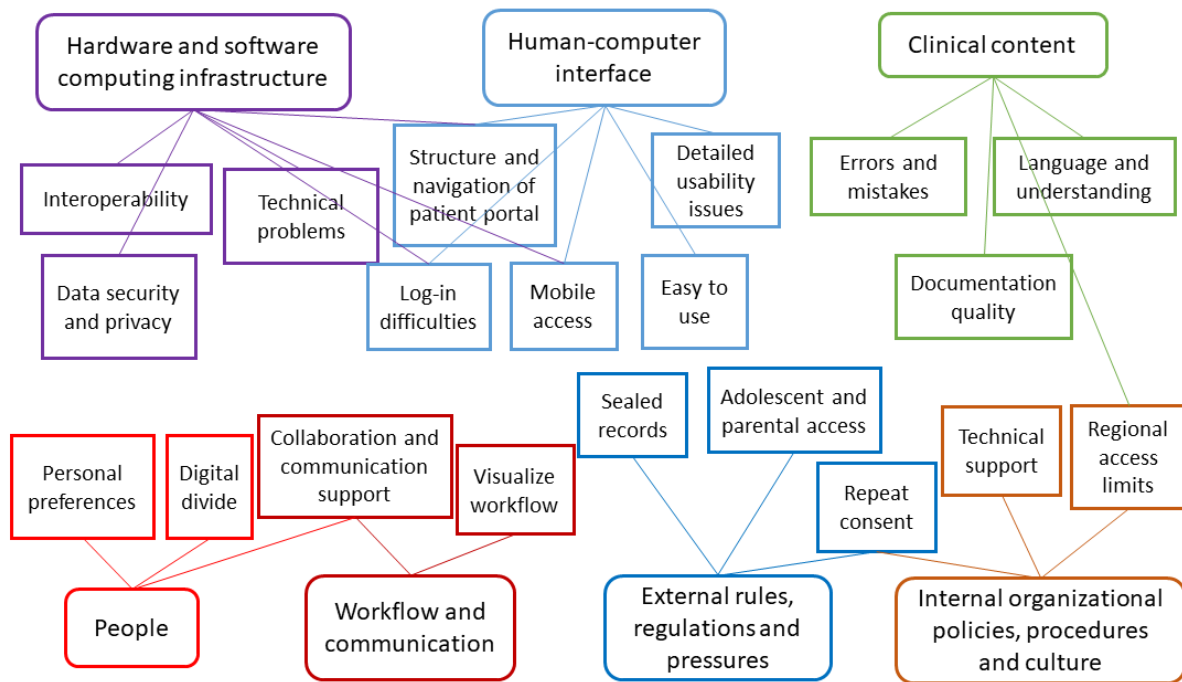 Hardware and software
computing infrastructure
Human-computer
interface
Clinical content
Interoperability
Technical
problems
Structure and
navigation of
patient portal
Detailed
usability
issues
Errors and
mistakes
Language and
understanding
Data security
and privacy
Log-in
difficulties
Mobile
access
Easy to
use
Documentation
quality
Personal
preferences
Digital
divide
Collaboration and
communication
support
Visualize
workflow
Sealed
records
Adolescent and
parental access
Repeat
consent
Technical
support
Regional
access
limits
People
Workflow and
communication
External rules,
regulations and
pressures
Internal organizational
policies, procedures
and culture